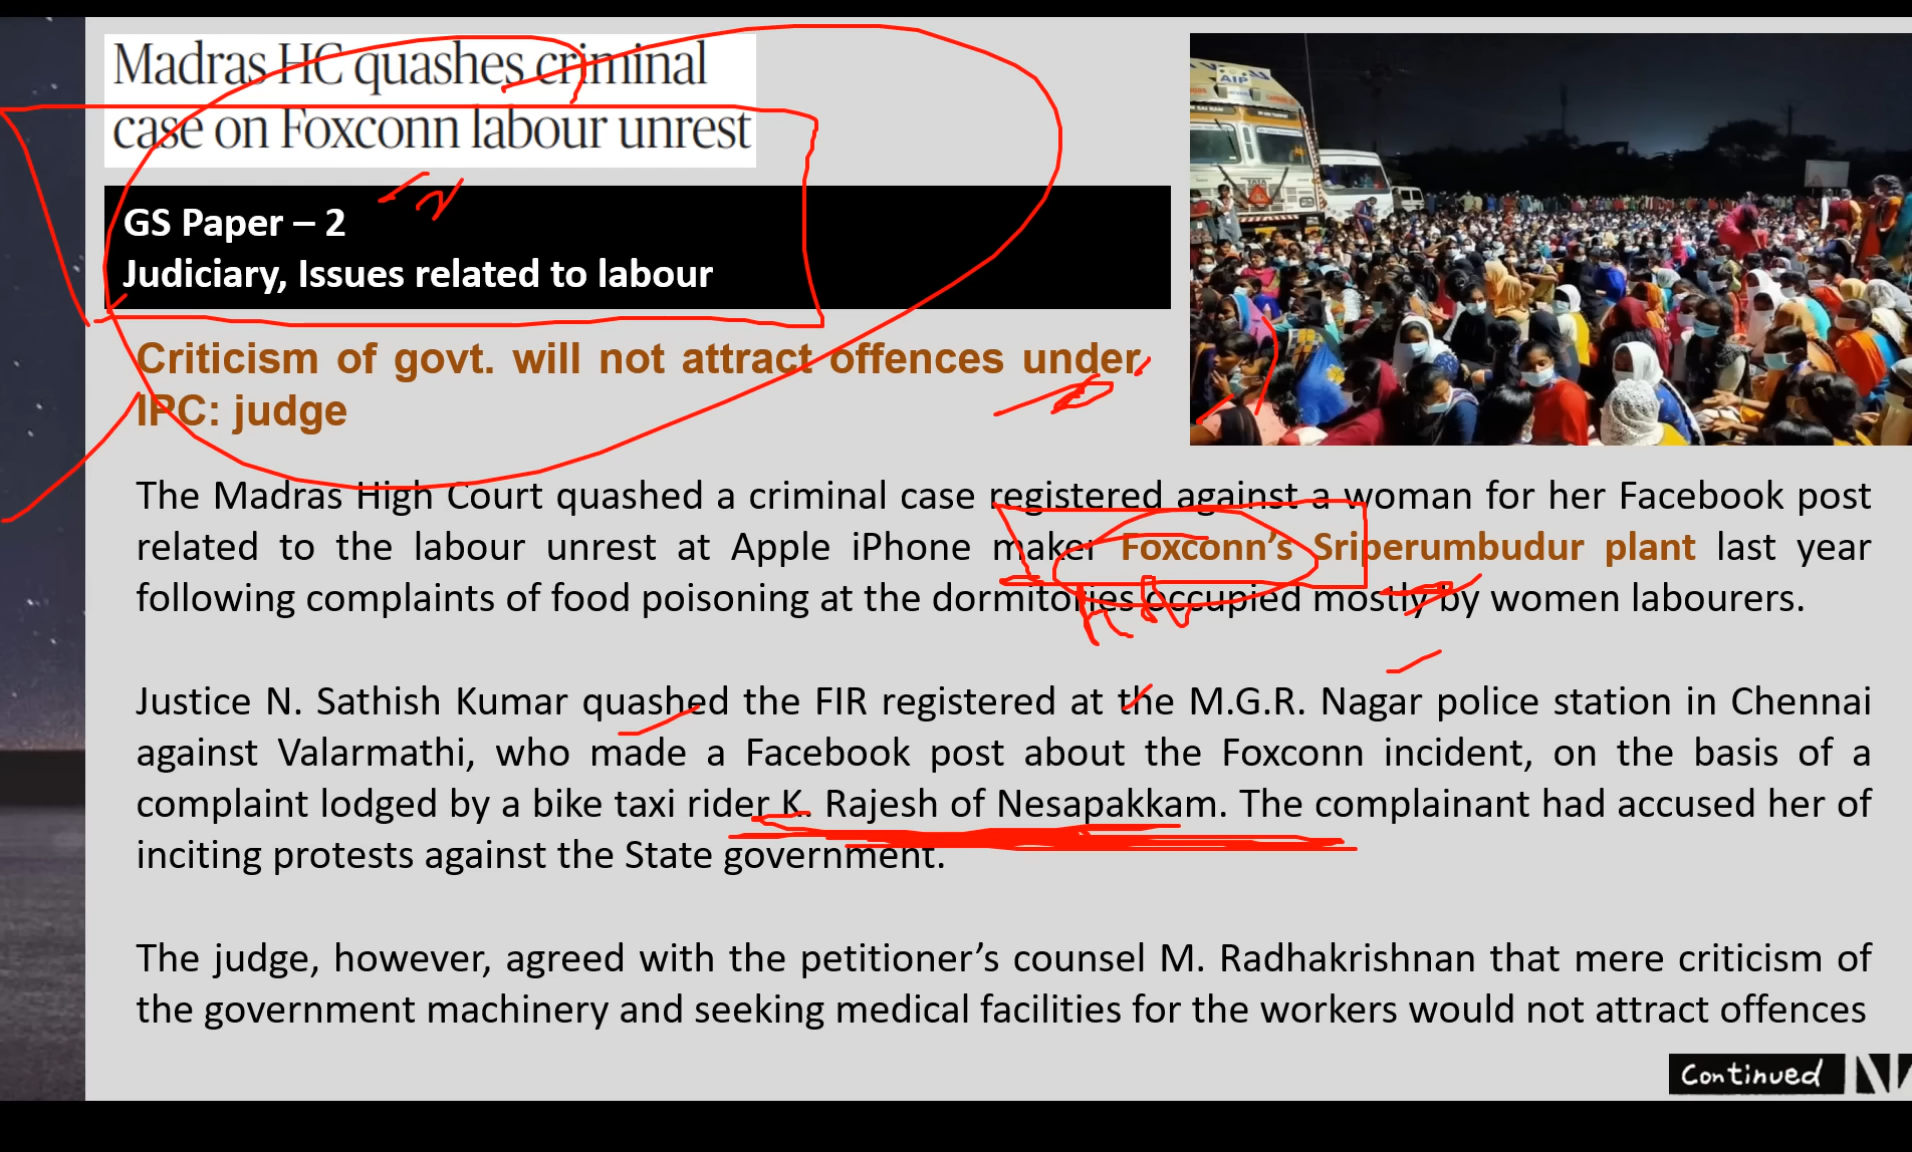 Madras HC quashes criminal
case on Foxconn labour unrest
GS Paper – 2
Judiciary, Issues related to labour
Criticism of govt. will not attract offences under
IPC: judge
The Madras High Court quashed a criminal case registered against a woman for her Facebook post
related to the labour unrest at Apple iPhone maker Foxconn’s Sriperumbudur plant last year
following complaints of food poisoning at the dormitories occupied mostly by women labourers.
Justice N. Sathish Kumar quashed the FIR registered at the M.G.R. Nagar police station in Chennai
against Valarmathi, who made a Facebook post about the Foxconn incident, on the basis of a
complaint lodged by a bike taxi rider K. Rajesh of Nesapakkam. The complainant had accused her of
inciting protests against the State government.
The judge, however, agreed with the petitioner’s counsel M. Radhakrishnan that mere criticism of
the government machinery and seeking medical facilities for the workers would not attract offences
Continued
AIP
TATA